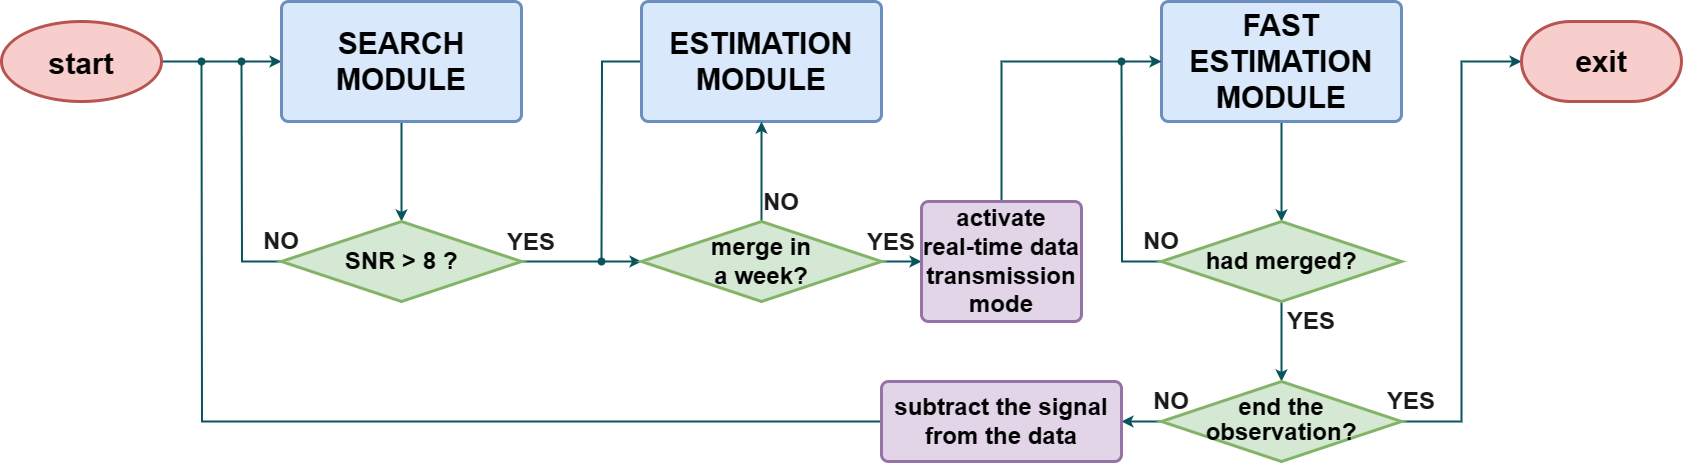 start
SEARCH
MODULE
ESTIMATION
MODULE
FAST
ESTIMATION
MODULE
exit
NO
SNR > 8 ?
YES
NO
merge in
a week?
YES
activate
real-time data
transmission
mode
NO
had merged?
YES
subtract the signal
from the data
NO
end the
observation?
YES